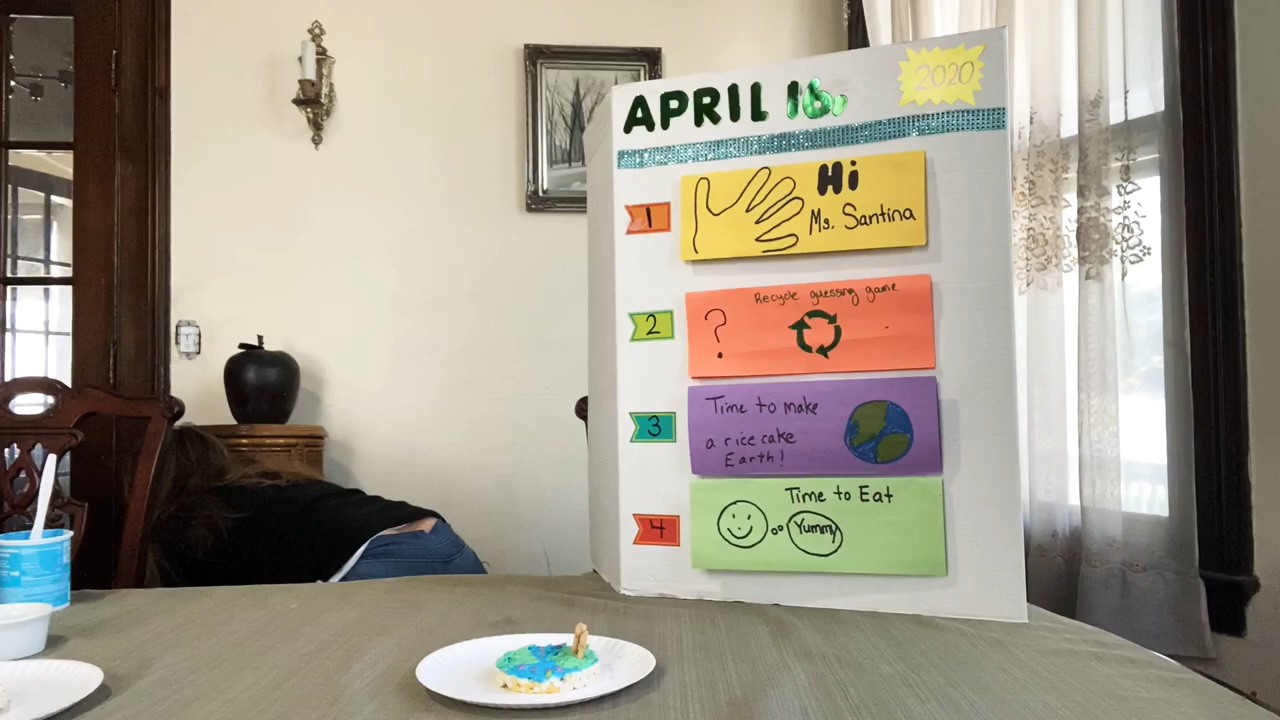 APRIL 16,
2020
1
Hi
Ms. Santina
2
Recycle guessing game
?
3
Time to make
a rice cake
Earth!
4
Time to Eat
Yummy